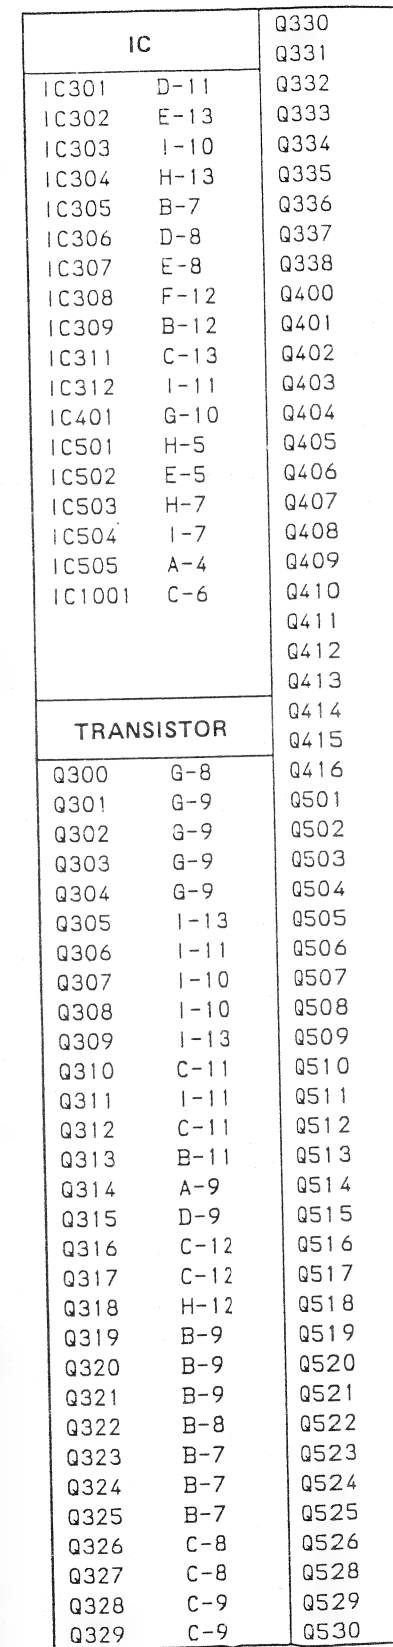 IC
IC301 D-11
IC302 E-13
IC303 I-10
IC304 H-13
IC305 B-7
IC306 D-8
IC307 E-8
IC308 F-12
IC309 B-12
IC311 C-13
IC312 I-11
IC401 G-10
IC501 H-5
IC502 E-5
IC503 H-7
IC504 I-7
IC505 A-4
IC1001 C-6
TRANSISTOR
Q300 G-8
Q301 G-9
Q302 G-9
Q303 G-9
Q304 G-9
Q305 I-13
Q306 I-11
Q307 I-10
Q308 I-10
Q309 I-13
Q310 C-11
Q311 I-11
Q312 C-11
Q313 B-11
Q314 A-9
Q315 D-9
Q316 C-12
Q317 C-12
Q318 H-12
Q319 B-9
Q320 B-9
Q321 B-9
Q322 B-8
Q323 B-7
Q324 B-7
Q325 B-7
Q326 C-8
Q327 C-8
Q328 C-9
Q329 C-9
Q330
Q331
Q332
Q333
Q334
Q335
Q336
Q337
Q338
Q400
Q401
Q402
Q403
Q404
Q405
Q406
Q407
Q408
Q409
Q410
Q411
Q412
Q413
Q414
Q415
Q416
Q501
Q502
Q503
Q504
Q505
Q506
Q507
Q508
Q509
Q510
Q511
Q512
Q513
Q514
Q515
Q516
Q517
Q518
Q519
Q520
Q521
Q522
Q523
Q524
Q525
Q526
Q528
Q529
Q530